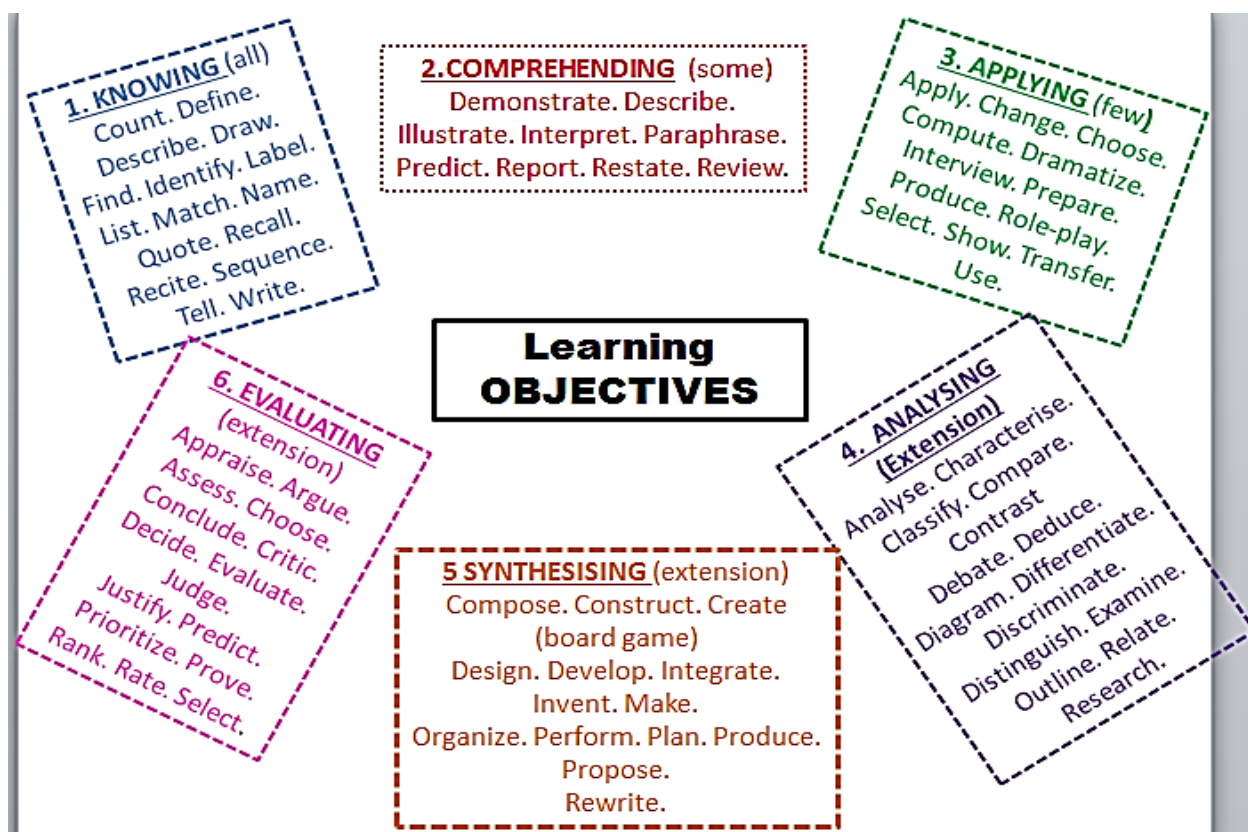 1. KNOWING (all)
Count. Define.
Describe. Draw.
Find. Identify. Label.
List. Match. Name.
Quote. Recall.
Recite. Sequence.
Tell. Write.
2.COMPREHENDING (some)
Demonstrate. Describe.
Illustrate. Interpret. Paraphrase.
Predict. Report. Restate. Review.
3. APPLYING (few)
Apply. Change. Choose.
Compute. Dramatize.
Interview. Prepare.
Produce. Role-play.
Select. Show. Transfer.
Use.
Learning
OBJECTIVES
4. ANALYSING
(Extension)
Analyse. Characterise.
Classify. Compare.
Contrast
Debate. Deduce.
Diagram. Differentiate.
Discriminate.
Distinguish. Examine.
Outline. Relate.
Research.
5 SYNTHESISING (extension)
Compose. Construct. Create
(board game)
Design. Develop. Integrate.
Invent. Make.
Organize. Perform. Plan. Produce.
Propose.
Rewrite.
6. EVALUATING
(extension)
Appraise. Argue.
Assess. Choose.
Conclude. Critic.
Decide. Evaluate.
Judge.
Justify. Predict.
Prioritize. Prove.
Rank. Rate. Select.